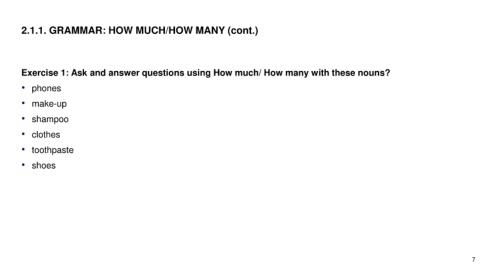 2.1.1. GRAMMAR: HOW MUCH/HOW MANY (cont.)
Exercise 1: Ask and answer questions using How much/ How many with these nouns?
• phones
• make-up
• shampoo
• clothes
• toothpaste
• shoes
7